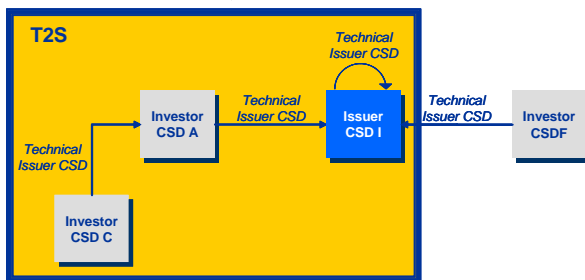 T2S
Technical
Issuer CSD
Investor
CSD A
Technical
Issuer CSD
Issuer
CSD I
Technical
Issuer CSD
Investor
CSDF
Technical
Issuer CSD
Investor
CSD C